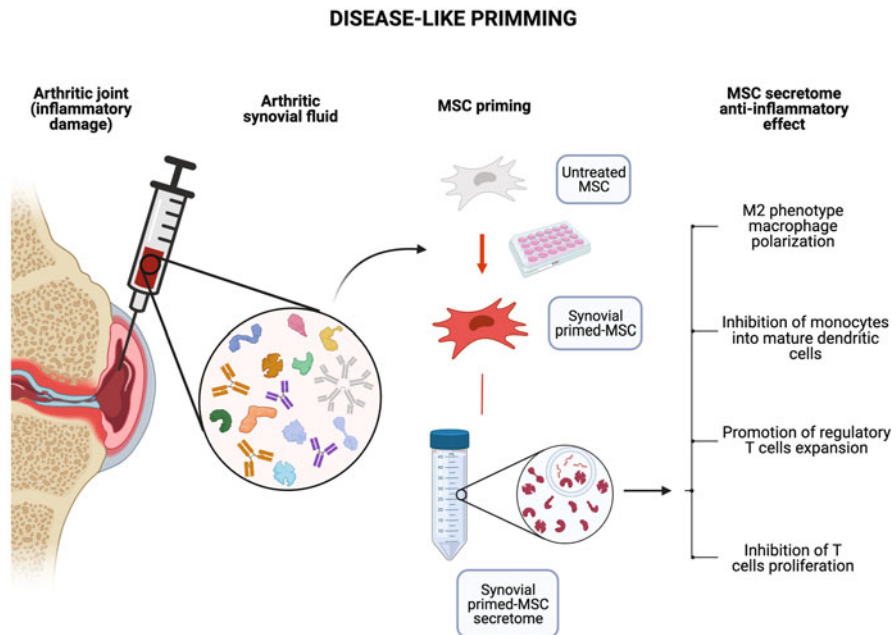 DISEASE-LIKE PRIMMING
Arthritic joint
(inflammatory
damage)
Arthritic
synovial fluid
MSC priming
MSC secretome
anti-inflammatory
effect
Untreated
MSC
Synovial
primed-MSC
Synovial
primed-MSC
secretome
M2 phenotype
macrophage
polarization
Inhibition of monocytes
into mature dendritic
cells
Promotion of regulatory
T cells expansion
Inhibition of T
cells proliferation